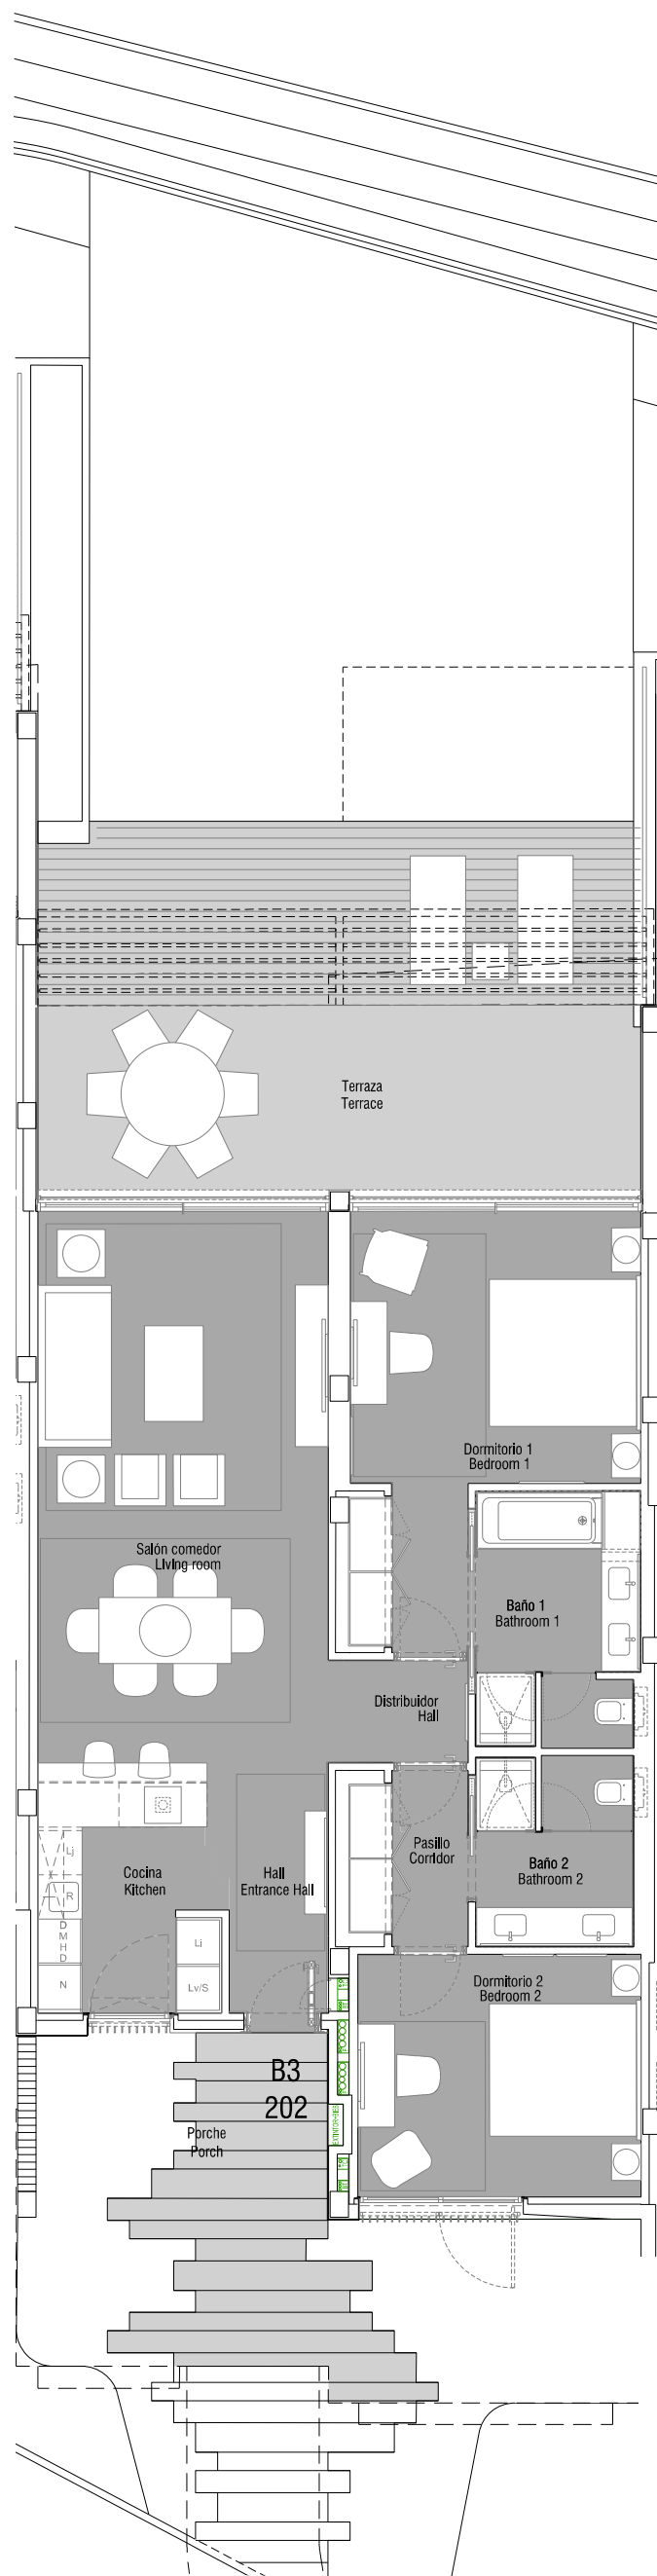 Terraza
Terrace
Dormitorio 1
Bedroom 1
Salón comedor
Living room
Baño 1
Bathroom 1
Distribuidor
Hall
Pasillo
Corridor
Cocina
Kitchen
Hall
Entrance Hall
Baño 2
Bathroom 2
Lj
R
D
M
H
D
N
Li
Lv/S
Dormitorio 2
Bedroom 2
B3
202
Porche
Porch